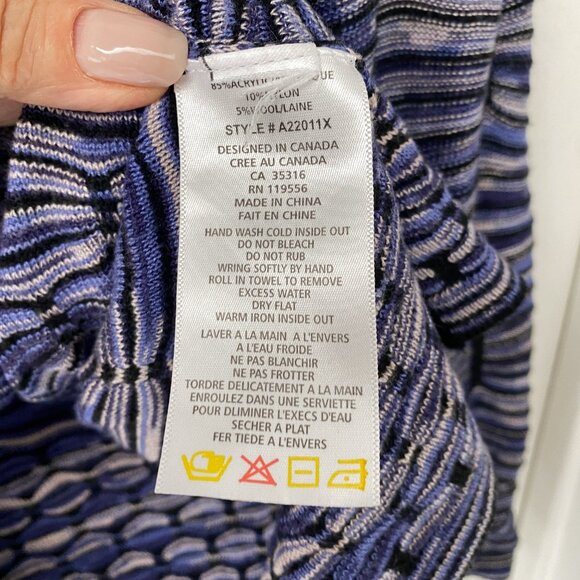 85%ACRYLIC
10%NYLON
5%WOOL/LAINE
STYLE # A22011X
DESIGNED IN CANADA
CREE AU CANADA
CA 35316
RN 119556
MADE IN CHINA
FAIT EN CHINE
HAND WASH COLD INSIDE OUT
DO NOT BLEACH
DO NOT RUB
WRING SOFTLY BY HAND
ROLL IN TOWEL TO REMOVE
EXCESS WATER
DRY FLAT
WARM IRON INSIDE OUT
LAVER A LA MAIN A L'ENVERS
A L'EAU FROIDE
NE PAS BLANCHIR
NE PAS FROTTER
TORDRE DELICATEMENT A LA MAIN
ENROULEZ DANS UNE SERVIETTE
POUR DLIMINER L'EXECS D'EAU
SECHER A PLAT
FER TIEDE A L'ENVERS